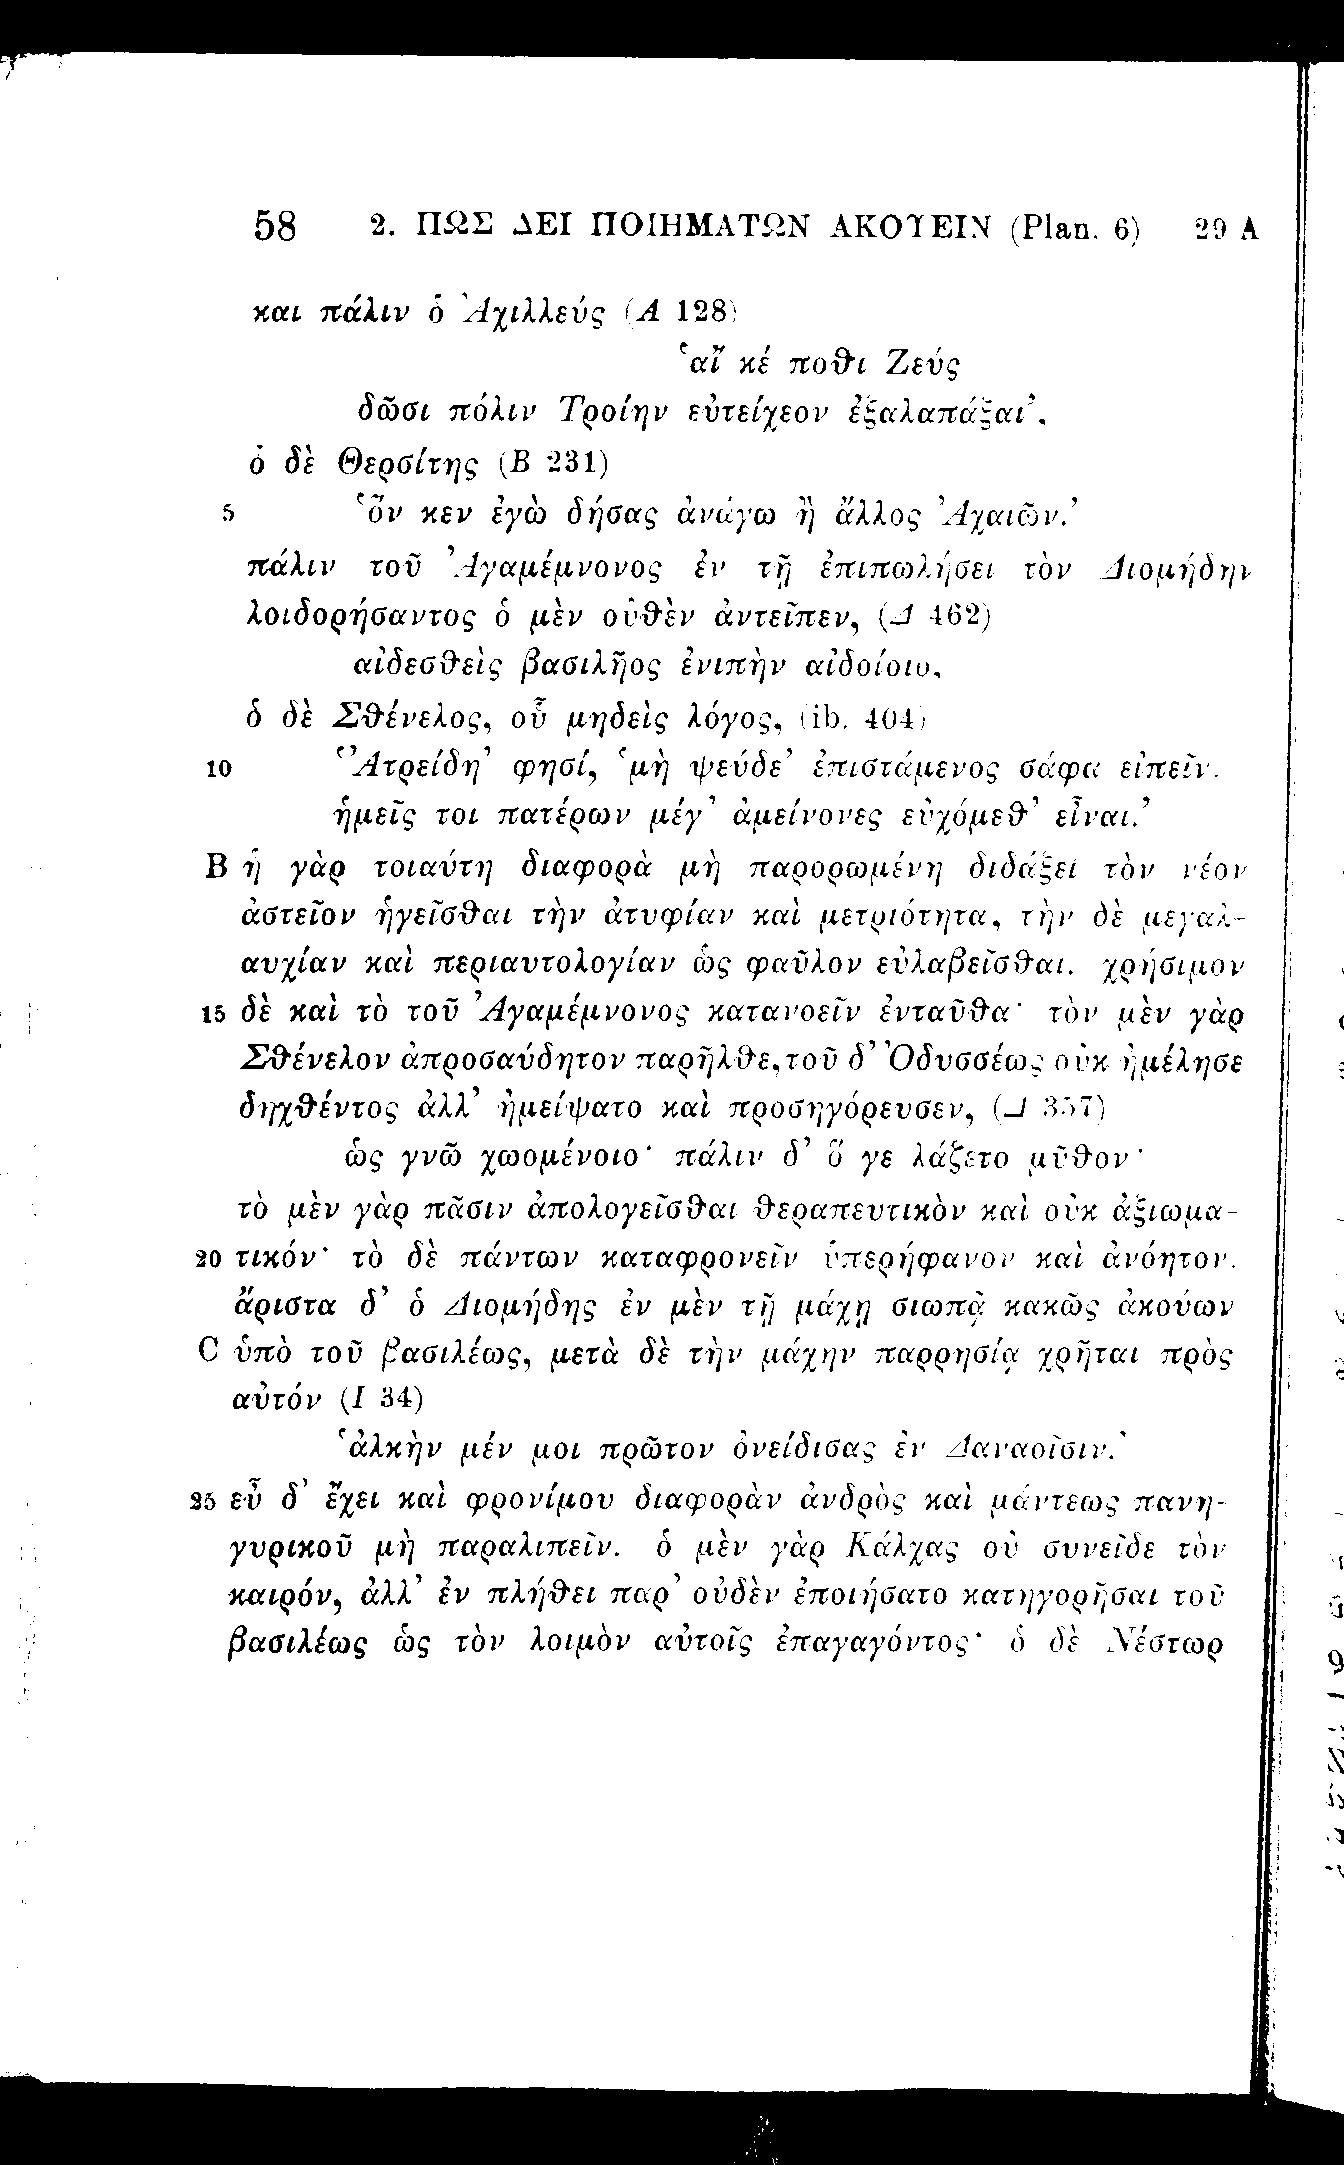 58 2. ΠΩΣ ΔΕΙ ΠΟΙΗΜΑΤΩΝ ΑΚΟΥΕΙΝ (Plan. 6) 29 A
και πάλιν ὁ Ἀχιλλεύς (Α 128)
‘αἴ κέ ποθι Ζεύς
δῶσι πόλιν Τροίην εὐτείχεον ἐξαλαπάξαι’.
ὁ δὲ Θερσίτης (Β 231)
5 ‘ὅν κεν ἐγὼ δήσας ἀνάγω ἢ ἄλλος Ἀχαιῶν.’
πάλιν τοῦ Ἀγαμέμνονος ἐν τῇ ἐπιπωλήσει τὸν Διομήδην
λοιδορήσαντος ὁ μὲν οὐθὲν ἀντεῖπεν, (Δ 462)
αἰδεσθεὶς βασιλῆος ἐνιπὴν αἰδοίοιο,
ὁ δὲ Σθένελος, οὗ μηδεὶς λόγος, (ib. 404)
10 ‘Ἀτρείδη’ φησί, ‘μὴ ψεύδε’ ἐπιστάμενος σάφα εἰπεῖν.
ἡμεῖς τοι πατέρων μέγ’ ἀμείνονες εὐχόμεθ’ εἶναι.’
B ἡ γὰρ τοιαύτη διαφορὰ μὴ παρορωμένη διδάξει τὸν νέον
ἀστεῖον ἡγεῖσθαι τὴν ἀτυφίαν καὶ μετριότητα, τὴν δὲ μεγαλ-
αυχίαν καὶ περιαυτολογίαν ὡς φαῦλον εὐλαβεῖσθαι. χρήσιμον
15 δὲ καὶ τὸ τοῦ Ἀγαμέμνονος κατανοεῖν ἐνταῦθα· τὸν μὲν γὰρ
Σθένελον ἀπροσαύδητον παρῆλθε, τοῦ δ’ Ὀδυσσέως οὐκ ἠμέλησε
δηχθέντος ἀλλ’ ἠμείψατο καὶ προσηγόρευσεν, (Δ 357)
ὡς γνῶ χωομένοιο· πάλιν δ’ ὅ γε λάζετο μῦθον·
τὸ μὲν γὰρ πᾶσιν ἀπολογεῖσθαι θεραπευτικὸν καὶ οὐκ ἀξιωμα-
20 τικόν· τὸ δὲ πάντων καταφρονεῖν ὑπερήφανον καὶ ἀνόητον.
ἄριστα δ’ ὁ Διομήδης ἐν μὲν τῇ μάχῃ σιωπᾷ κακῶς ἀκούων
C ὑπὸ τοῦ βασιλέως, μετὰ δὲ τὴν μάχην παρρησίᾳ χρῆται πρὸς
αὐτόν (Ι 34)
‘ἀλκὴν μέν μοι πρῶτον ὀνείδισας ἐν Δαναοῖσιν.’
25 εὖ δ’ ἔχει καὶ φρονίμου διαφορὰν ἀνδρὸς καὶ μάντεως πανη-
γυρικοῦ μὴ παραλιπεῖν. ὁ μὲν γὰρ Κάλχας οὐ συνεῖδε τὸν
καιρόν, ἀλλ’ ἐν πλήθει παρ’ οὐδὲν ἐποιήσατο κατηγορῆσαι τοῦ
βασιλέως ὡς τὸν λοιμὸν αὐτοῖς ἐπαγαγόντος· ὁ δὲ Νέστωρ